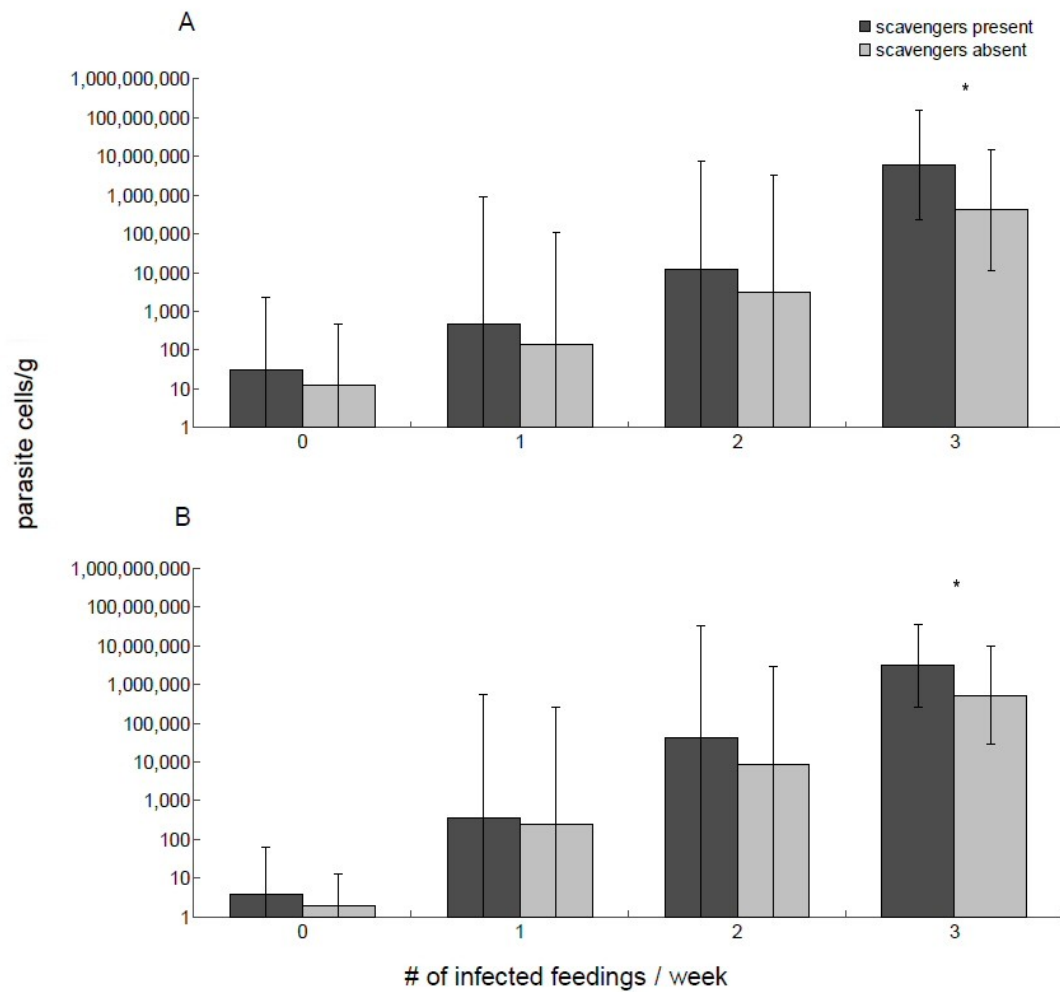 A
scavengers present
scavengers absent
1,000,000,000
*
100,000,000
10,000,000
1,000,000
100,000
10,000
1,000
100
10
1
0 1 2 3
parasite cells/g
B
1,000,000,000
*
100,000,000
10,000,000
1,000,000
100,000
10,000
1,000
100
10
1
0 1 2 3
# of infected feedings / week